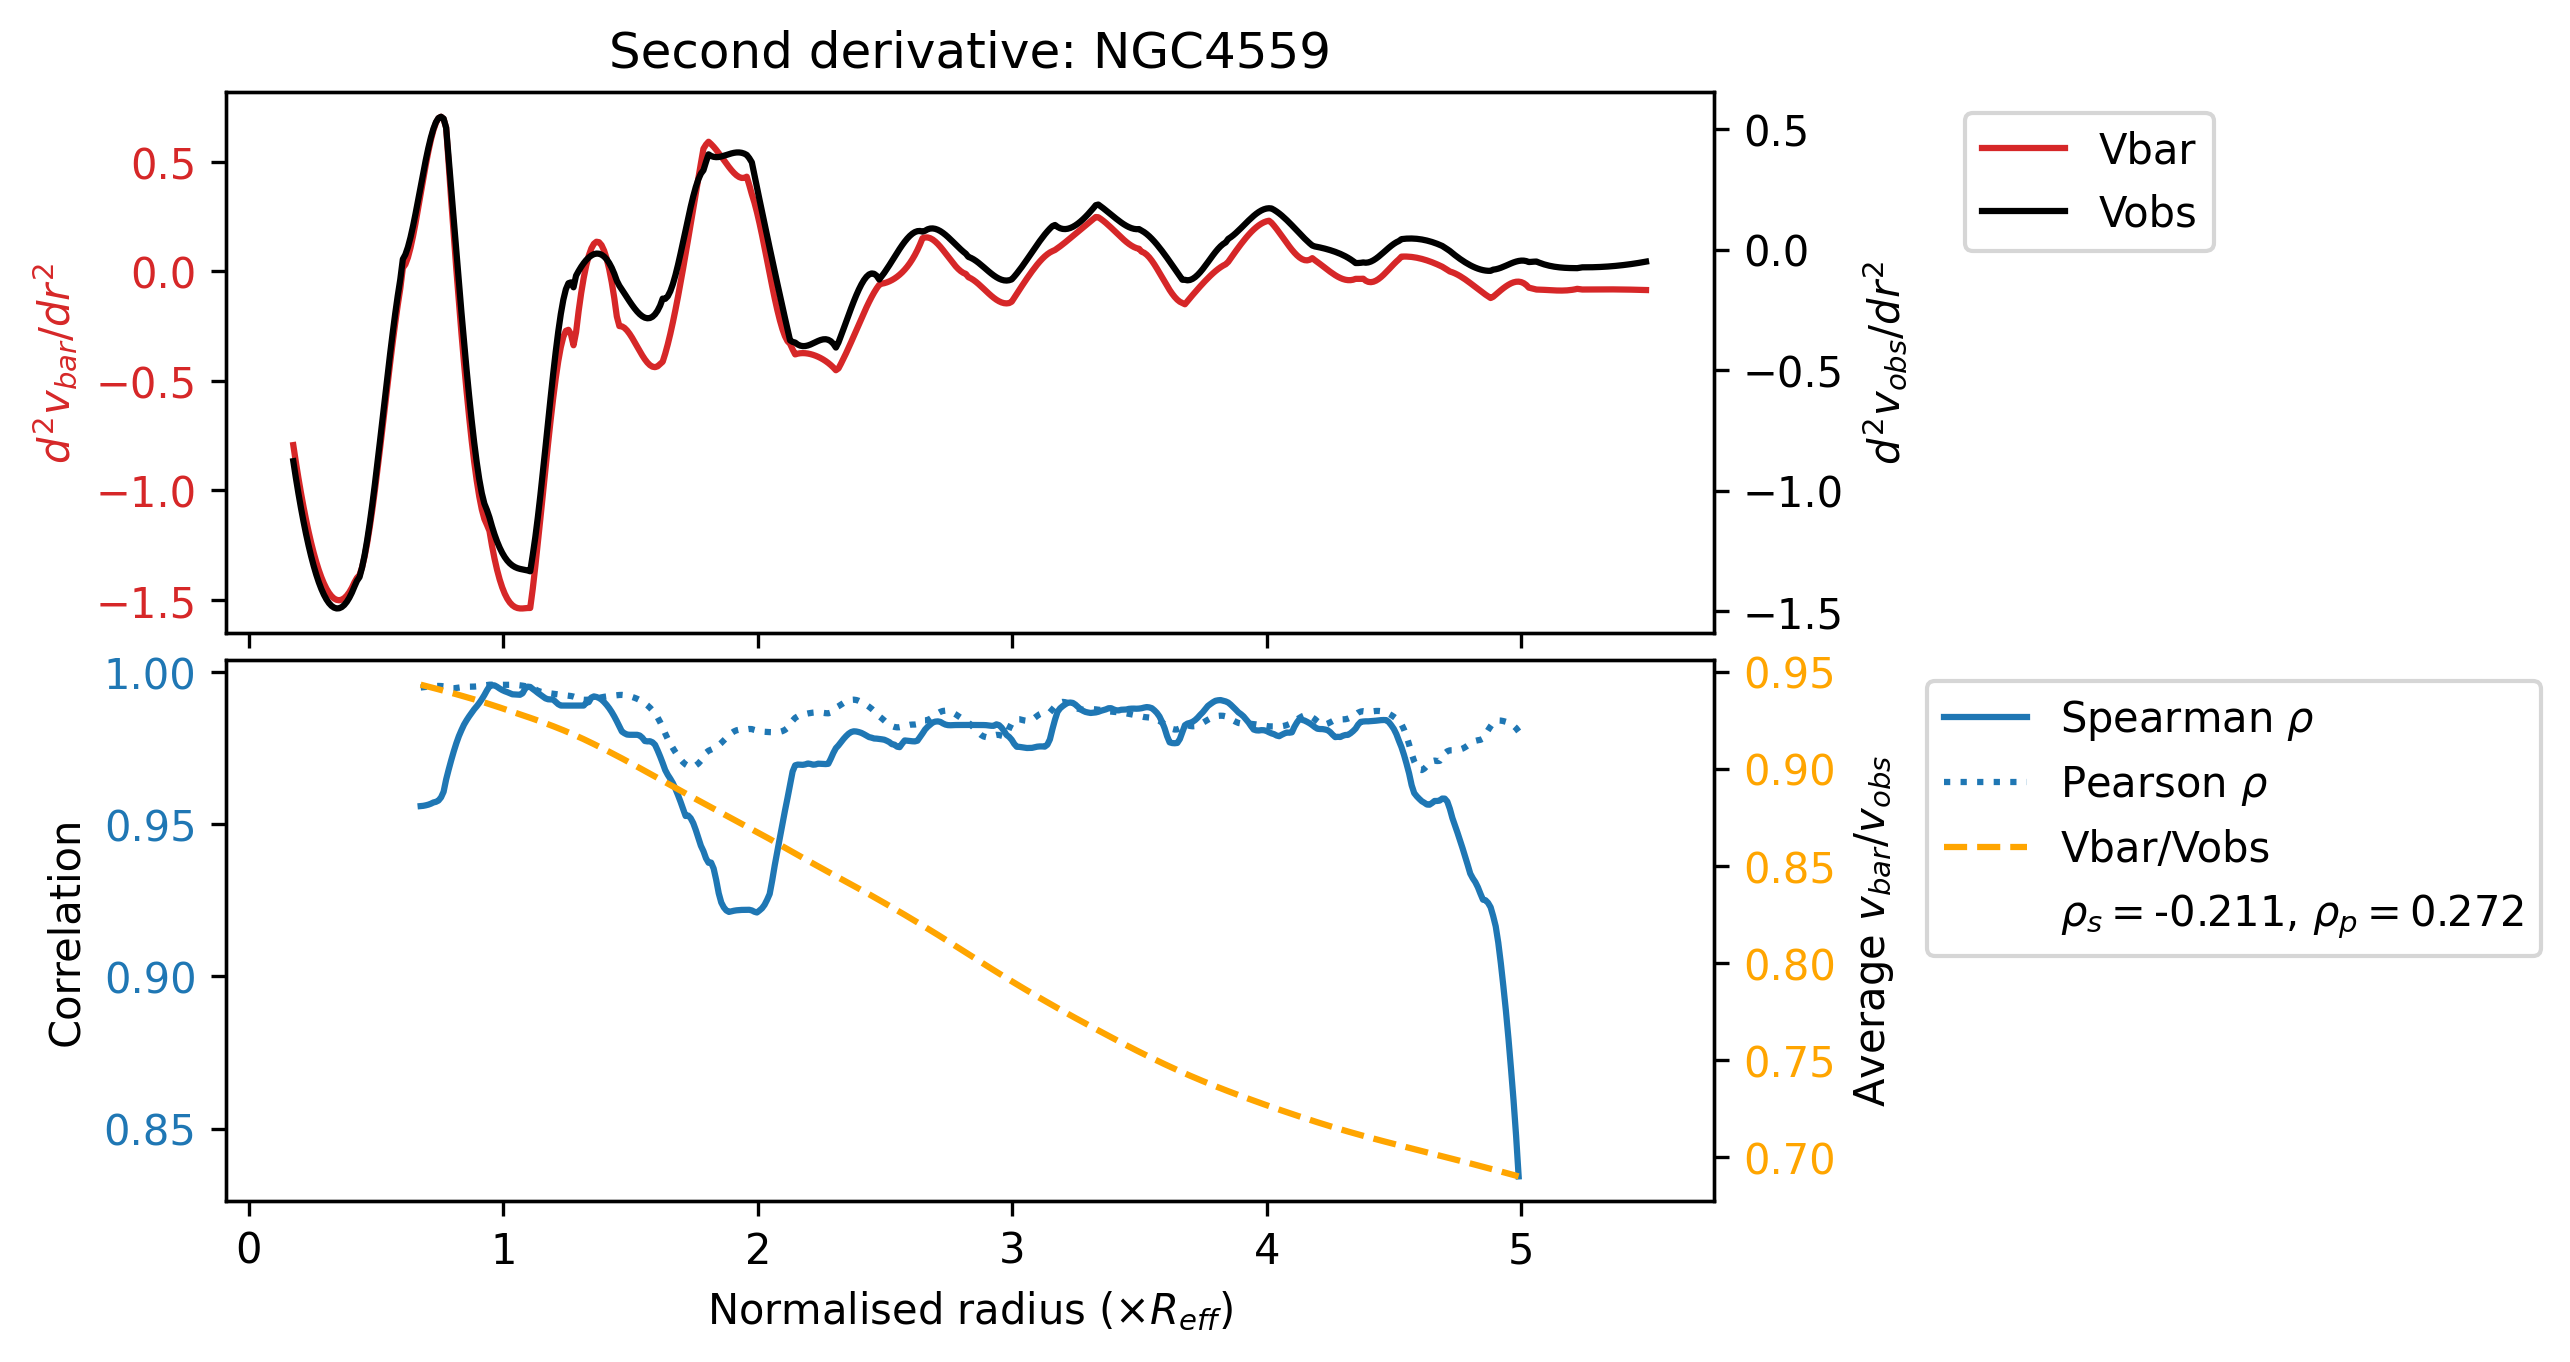 Second derivative: NGC4559
d²v_bar/dr²
0.5
0.0
−0.5
−1.0
−1.5
0.5
0.0
−0.5
−1.0
−1.5
d²v_obs/dr²
Vbar
Vobs
Correlation
1.00
0.95
0.90
0.85
0.95
0.90
0.85
0.80
0.75
0.70
Average v_bar/v_obs
Spearman ρ
Pearson ρ
Vbar/Vobs
ρ_s = -0.211, ρ_p = 0.272
0 1 2 3 4 5
Normalised radius (×R_eff)